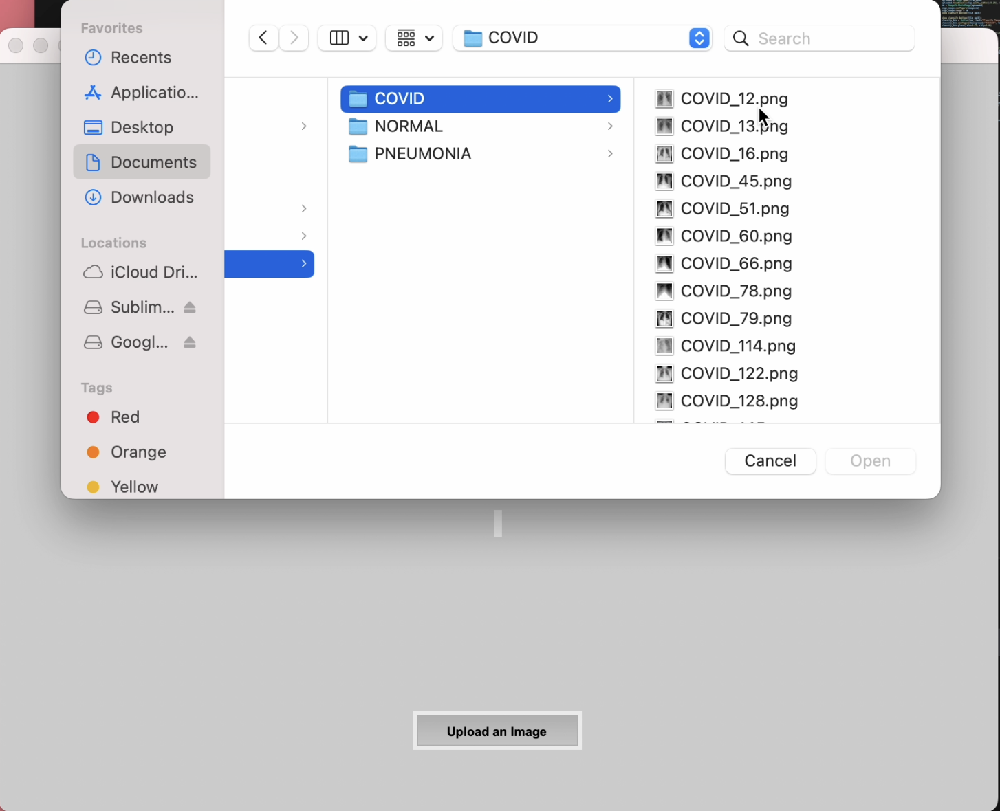 Favorites
Recents
Applicatio...
Desktop
Documents
Downloads
Locations
iCloud Dri...
Sublim...
Googl...
Tags
Red
Orange
Yellow
COVID
Search
COVID
NORMAL
PNEUMONIA
COVID_12.png
COVID_13.png
COVID_16.png
COVID_45.png
COVID_51.png
COVID_60.png
COVID_66.png
COVID_78.png
COVID_79.png
COVID_114.png
COVID_122.png
COVID_128.png
Cancel
Open
Upload an Image